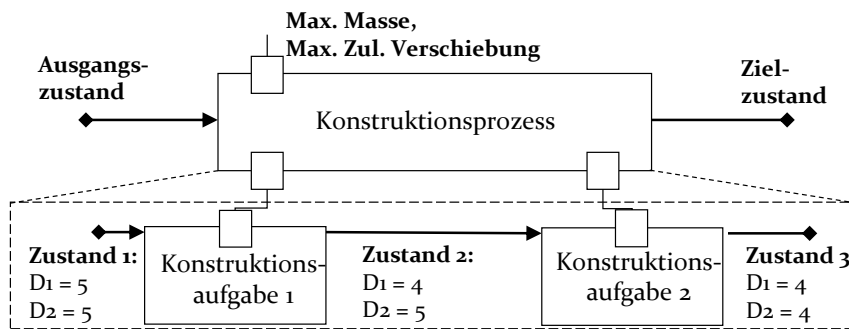 Max. Masse,
Max. Zul. Verschiebung
Ausgangs-
zustand
Ziel-
zustand
Konstruktionsprozess
Zustand 1:
D1 = 5
D2 = 5
Konstruktions-
aufgabe 1
Zustand 2:
D1 = 4
D2 = 5
Konstruktions-
aufgabe 2
Zustand 3
D1 = 4
D2 = 4